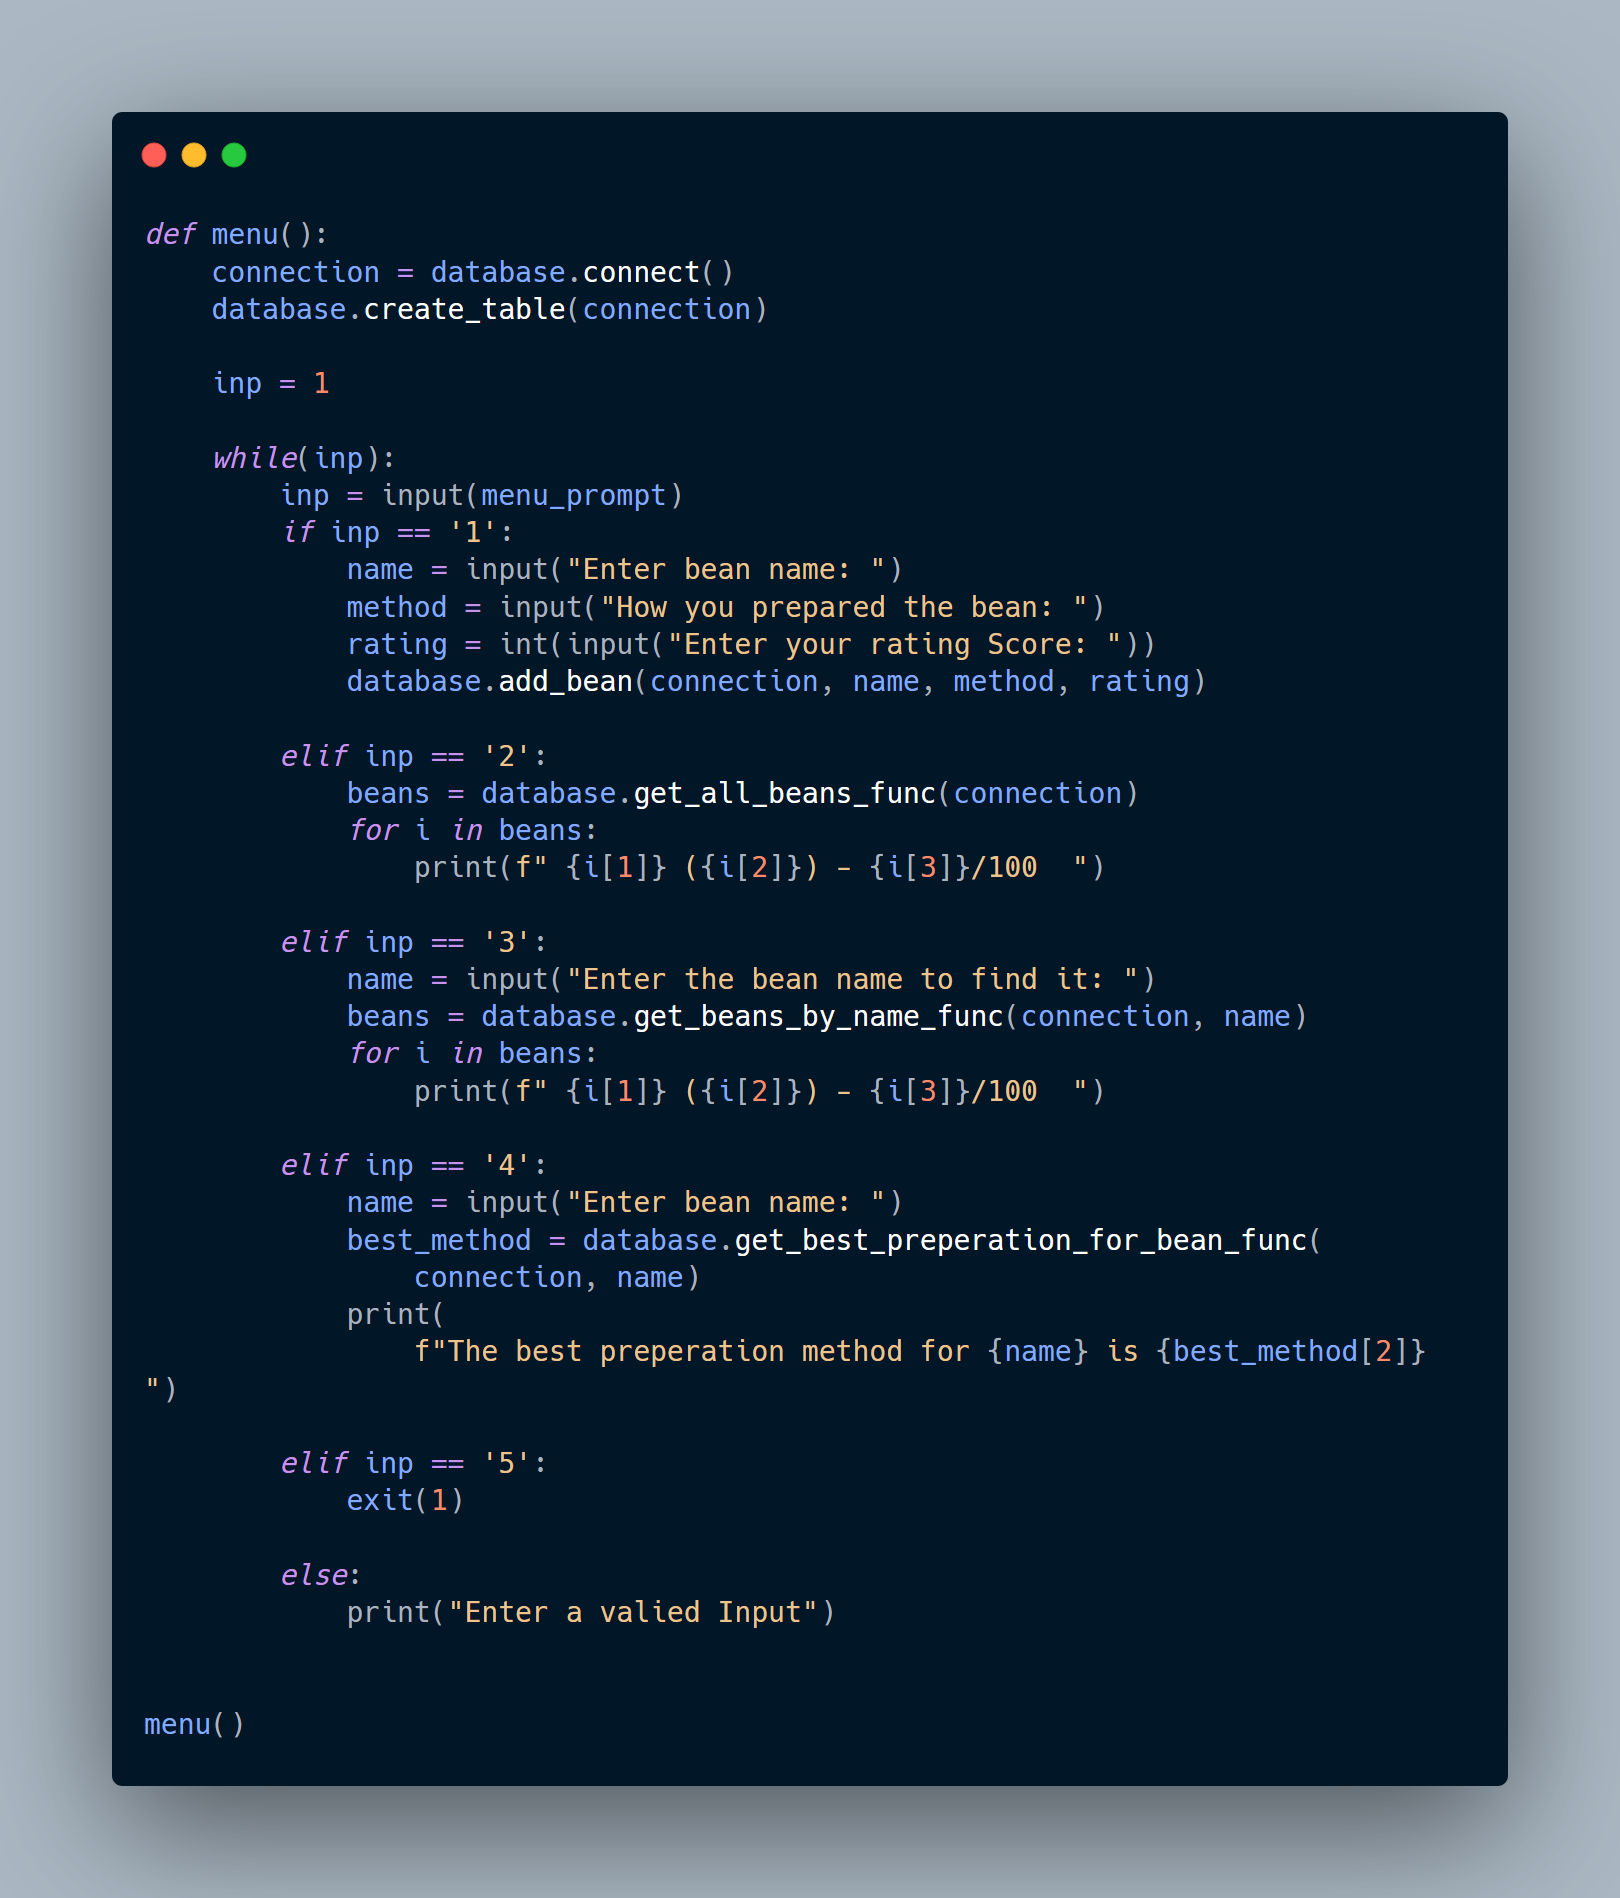 def menu():
    connection = database.connect()
    database.create_table(connection)

    inp = 1

    while(inp):
        inp = input(menu_prompt)
        if inp == '1':
            name = input("Enter bean name: ")
            method = input("How you prepared the bean: ")
            rating = int(input("Enter your rating Score: "))
            database.add_bean(connection, name, method, rating)

        elif inp == '2':
            beans = database.get_all_beans_func(connection)
            for i in beans:
                print(f" {i[1]} ({i[2]}) - {i[3]}/100  ")

        elif inp == '3':
            name = input("Enter the bean name to find it: ")
            beans = database.get_beans_by_name_func(connection, name)
            for i in beans:
                print(f" {i[1]} ({i[2]}) - {i[3]}/100  ")

        elif inp == '4':
            name = input("Enter bean name: ")
            best_method = database.get_best_preperation_for_bean_func(
                connection, name)
            print(
                f"The best preperation method for {name} is {best_method[2]}
")

        elif inp == '5':
            exit(1)

        else:
            print("Enter a valied Input")


menu()